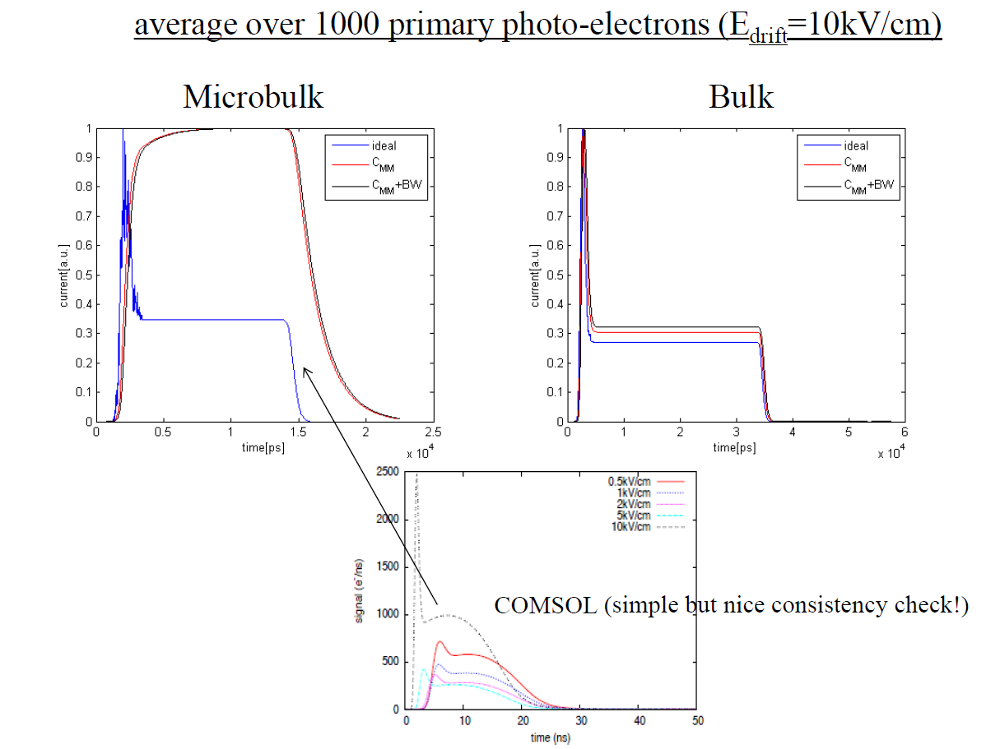 average over 1000 primary photo-electrons (Edrift=10kV/cm)
Microbulk
Bulk
1
0.9
0.8
0.7
0.6
0.5
0.4
0.3
0.2
0.1
0
current[a.u.]
ideal
CMM
CMM+BW
0 0.5 1 1.5 2 2.5
time[ps]
x 10^4
1
0.9
0.8
0.7
0.6
0.5
0.4
0.3
0.2
0.1
0
current[a.u.]
ideal
CMM
CMM+BW
0 1 2 3 4 5 6
time[ps]
x 10^4
2500
2000
1500
1000
500
0
signal (e-/ns)
0.5kV/cm
1kV/cm
2kV/cm
5kV/cm
10kV/cm
COMSOL (simple but nice consistency check!)
0 10 20 30 40 50
time (ns)